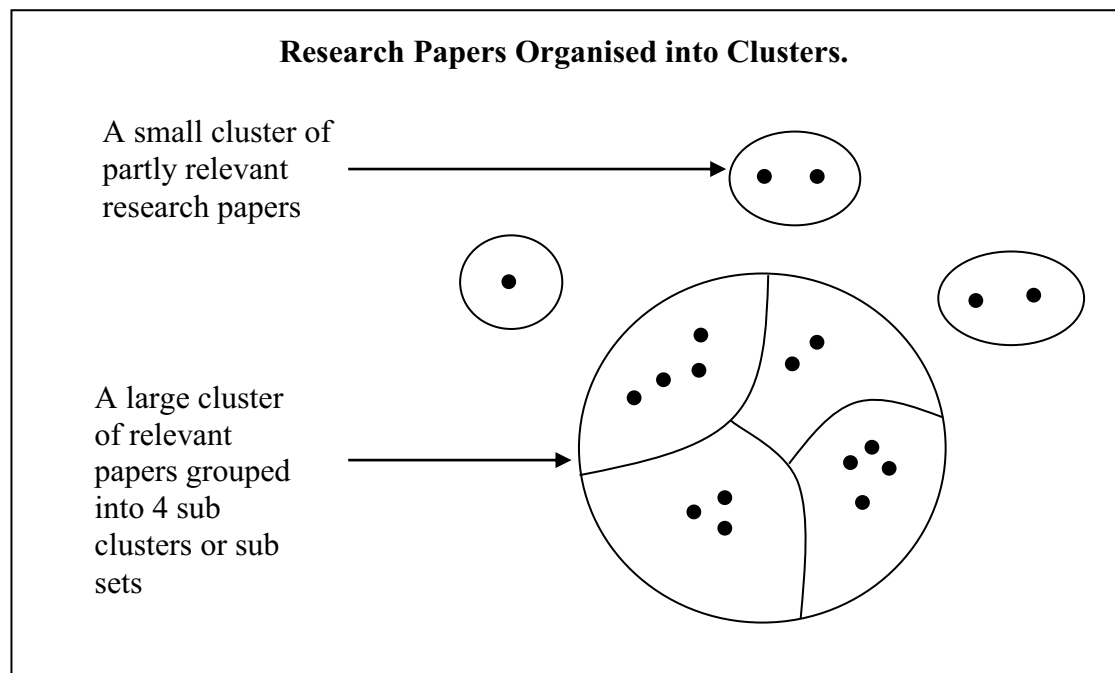 Research Papers Organised into Clusters.
A small cluster of
partly relevant
research papers
A large cluster
of relevant
papers grouped
into 4 sub
clusters or sub
sets